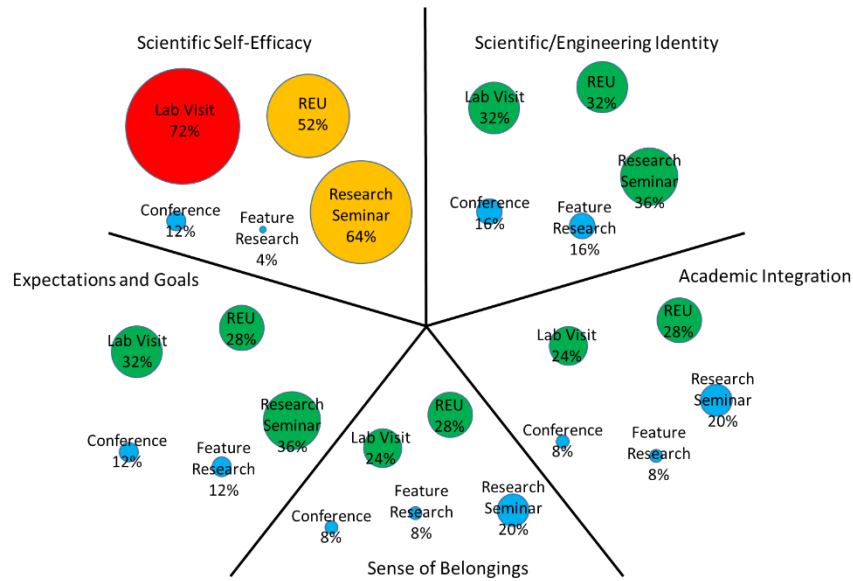 Scientific Self-Efficacy
Lab Visit
72%
REU
52%
Research
Seminar
64%
Conference
12%
Feature
Research
4%
Scientific/Engineering Identity
Lab Visit
32%
REU
32%
Research
Seminar
36%
Conference
16%
Feature
Research
16%
Expectations and Goals
Lab Visit
32%
REU
28%
Research
Seminar
36%
Conference
12%
Feature
Research
12%
Sense of Belongings
Lab Visit
24%
REU
28%
Conference
8%
Feature
Research
8%
Research
Seminar
20%
Academic Integration
Lab Visit
24%
REU
28%
Research
Seminar
20%
Conference
8%
Feature
Research
8%